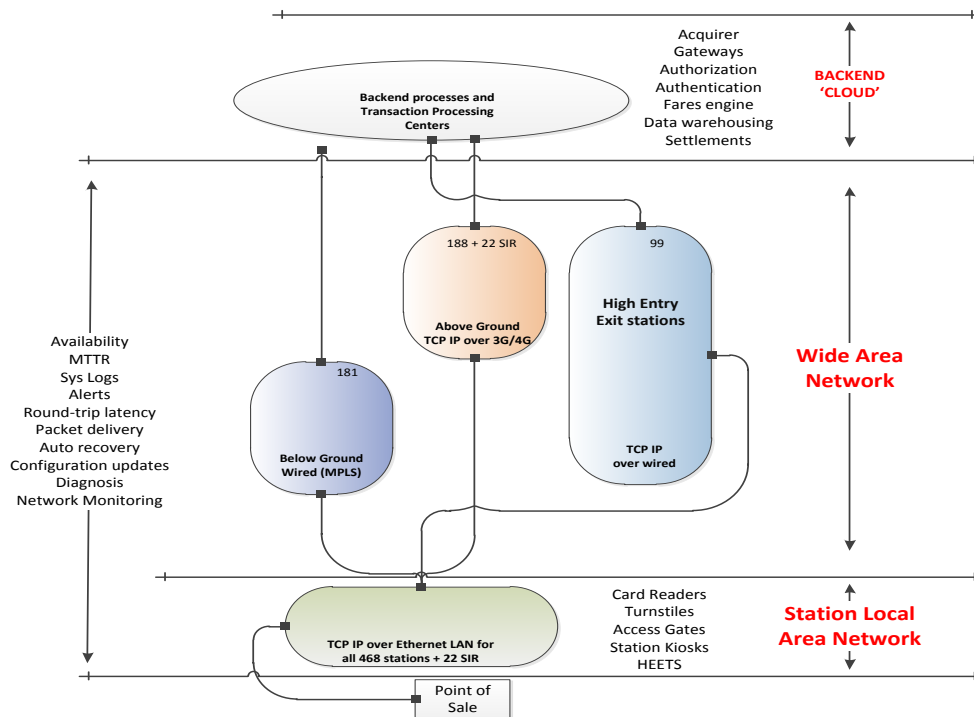 Acquirer
Gateways
Authorization
Authentication
Fares engine
Data warehousing
Settlements
BACKEND
‘CLOUD’
Backend processes and
Transaction Processing
Centers
188 + 22 SIR
Above Ground
TCP IP over 3G/4G
99
High Entry
Exit stations
TCP IP
over wired
181
Below Ground
Wired (MPLS)
Availability
MTTR
Sys Logs
Alerts
Round-trip latency
Packet delivery
Auto recovery
Configuration updates
Diagnosis
Network Monitoring
Wide Area
Network
TCP IP over Ethernet LAN for
all 468 stations + 22 SIR
Card Readers
Turnstiles
Access Gates
Station Kiosks
HEETS
Station Local
Area Network
Point of
Sale